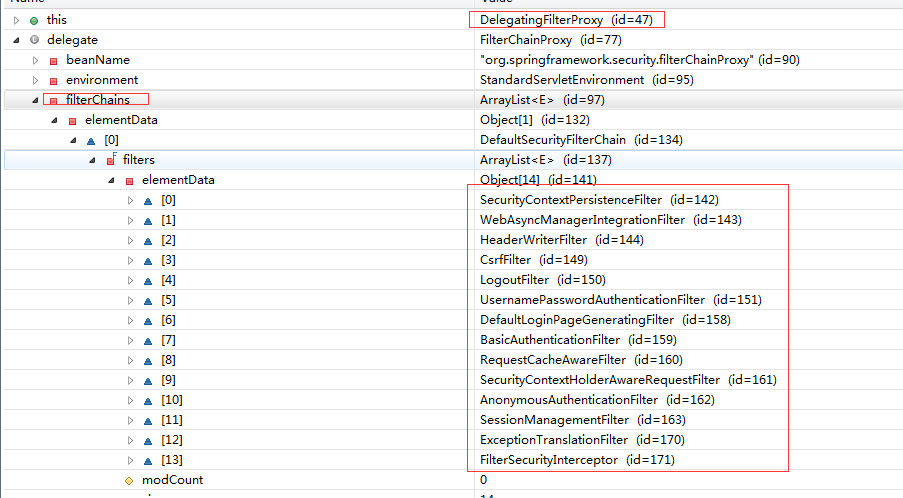 this DelegatingFilterProxy (id=47)
delegate FilterChainProxy (id=77)
beanName "org.springframework.security.filterChainProxy" (id=90)
environment StandardServletEnvironment (id=95)
filterChains ArrayList<E> (id=97)
elementData Object[1] (id=132)
[0] DefaultSecurityFilterChain (id=134)
filters ArrayList<E> (id=137)
elementData Object[14] (id=141)
[0] SecurityContextPersistenceFilter (id=142)
[1] WebAsyncManagerIntegrationFilter (id=143)
[2] HeaderWriterFilter (id=144)
[3] CsrfFilter (id=149)
[4] LogoutFilter (id=150)
[5] UsernamePasswordAuthenticationFilter (id=151)
[6] DefaultLoginPageGeneratingFilter (id=158)
[7] BasicAuthenticationFilter (id=159)
[8] RequestCacheAwareFilter (id=160)
[9] SecurityContextHolderAwareRequestFilter (id=161)
[10] AnonymousAuthenticationFilter (id=162)
[11] SessionManagementFilter (id=163)
[12] ExceptionTranslationFilter (id=170)
[13] FilterSecurityInterceptor (id=171)
modCount 0